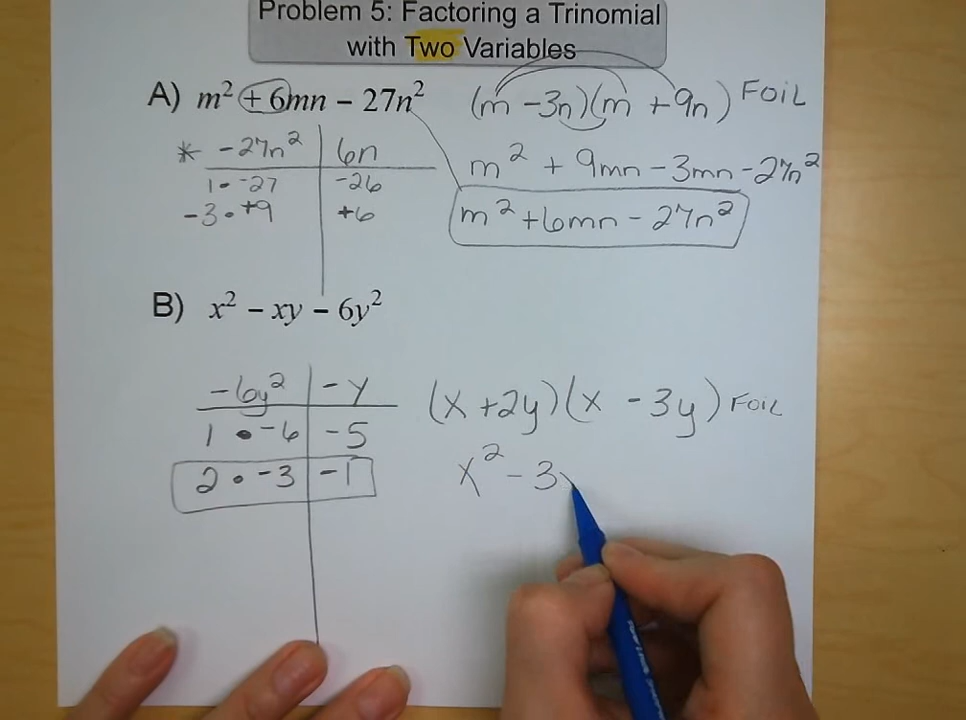 Problem 5: Factoring a Trinomial
with Two Variables
A) m² + 6mn − 27n²
(m -3n)(m +9n) FOIL
* -27n² | 6n
1 • -27 | -26
-3 • +9 | +6
m² + 9mn - 3mn - 27n²
m² + 6mn - 27n²
B) x² − xy − 6y²
-6y² | -y
1 • -6 | -5
2 • -3 | -1
(x +2y)(x - 3y) FOIL
x² - 3